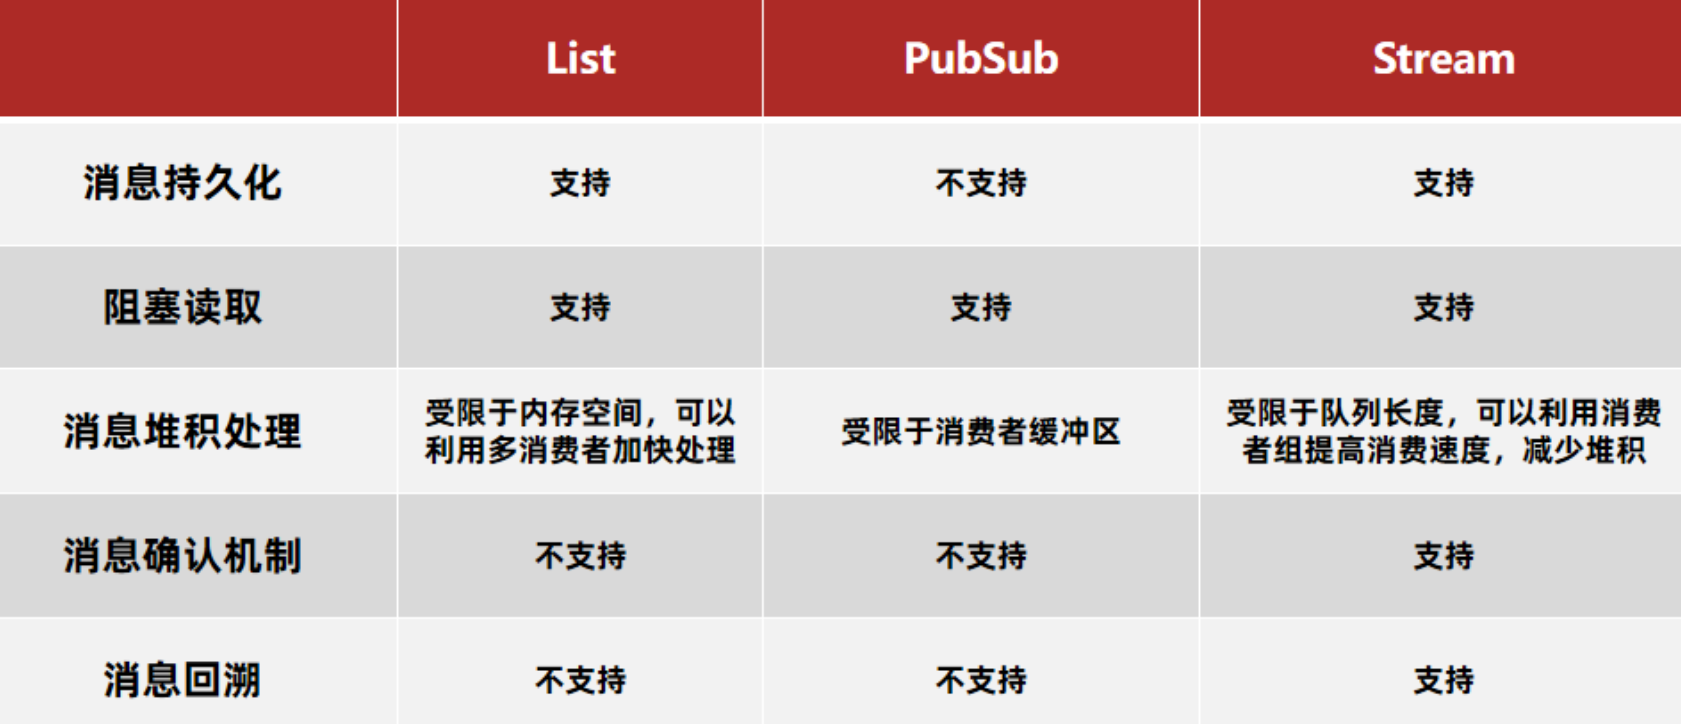 List PubSub Stream
消息持久化 支持 不支持 支持
阻塞读取 支持 支持 支持
消息堆积处理 受限于内存空间，可以 利用多消费者加快处理 受限于消费者缓冲区 受限于队列长度，可以利用消费 者组提高消费速度，减少堆积
消息确认机制 不支持 不支持 支持
消息回溯 不支持 不支持 支持